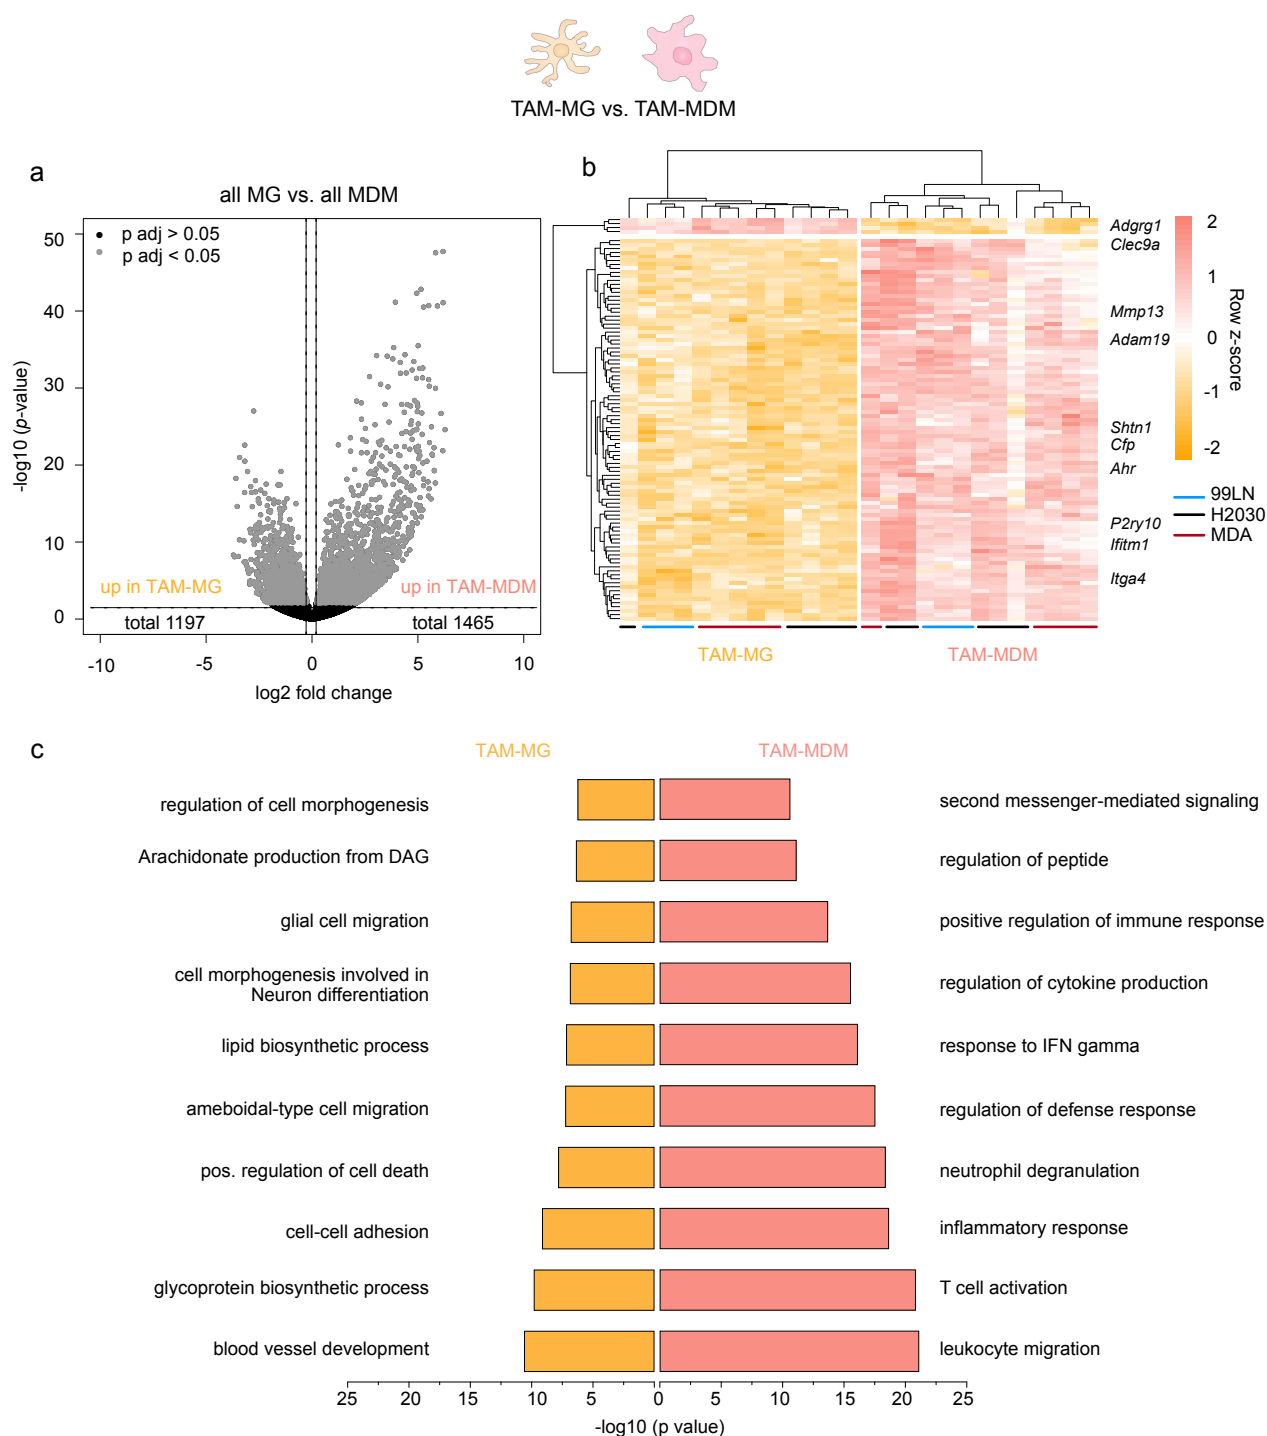 TAM-MG vs. TAM-MDM
a
all MG vs. all MDM
p adj > 0.05
p adj < 0.05
50
40
30
20
10
0
-log10 (p-value)
up in TAM-MG
up in TAM-MDM
total 1197
total 1465
-10
-5
0
5
10
log2 fold change
b
Adgrg1
Clec9a
Mmp13
Adam19
Shtn1
Cfp
Ahr
P2ry10
Ifitm1
Itga4
2
1
0
-1
-2
Row z-score
99LN
H2030
MDA
TAM-MG
TAM-MDM
c
TAM-MG
TAM-MDM
regulation of cell morphogenesis
second messenger-mediated signaling
Arachidonate production from DAG
regulation of peptide
glial cell migration
positive regulation of immune response
cell morphogenesis involved in
Neuron differentiation
regulation of cytokine production
lipid biosynthetic process
response to IFN gamma
ameboidal-type cell migration
regulation of defense response
pos. regulation of cell death
neutrophil degranulation
cell-cell adhesion
inflammatory response
glycoprotein biosynthetic process
T cell activation
blood vessel development
leukocyte migration
25
20
15
10
5
0
5
10
15
20
25
-log10 (p value)